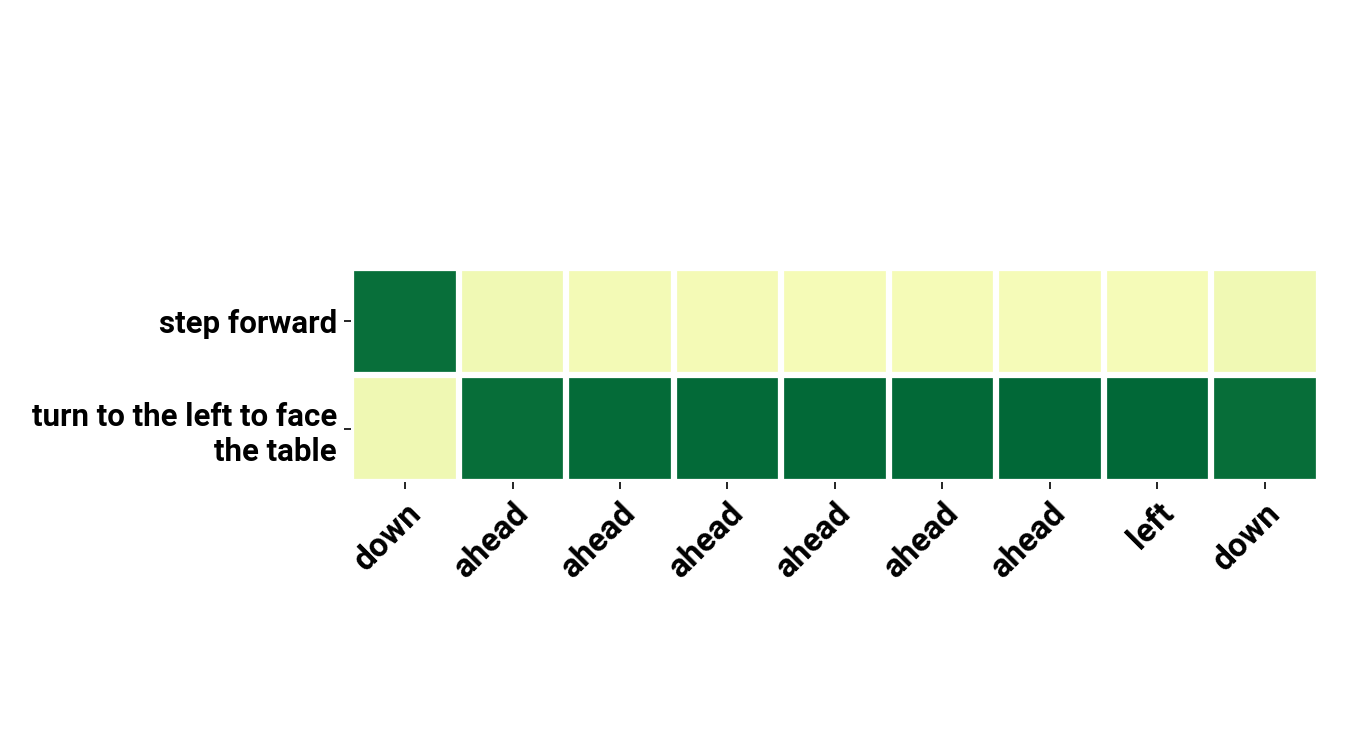 step forward
turn to the left to face
the table
down
ahead
ahead
ahead
ahead
ahead
ahead
left
down